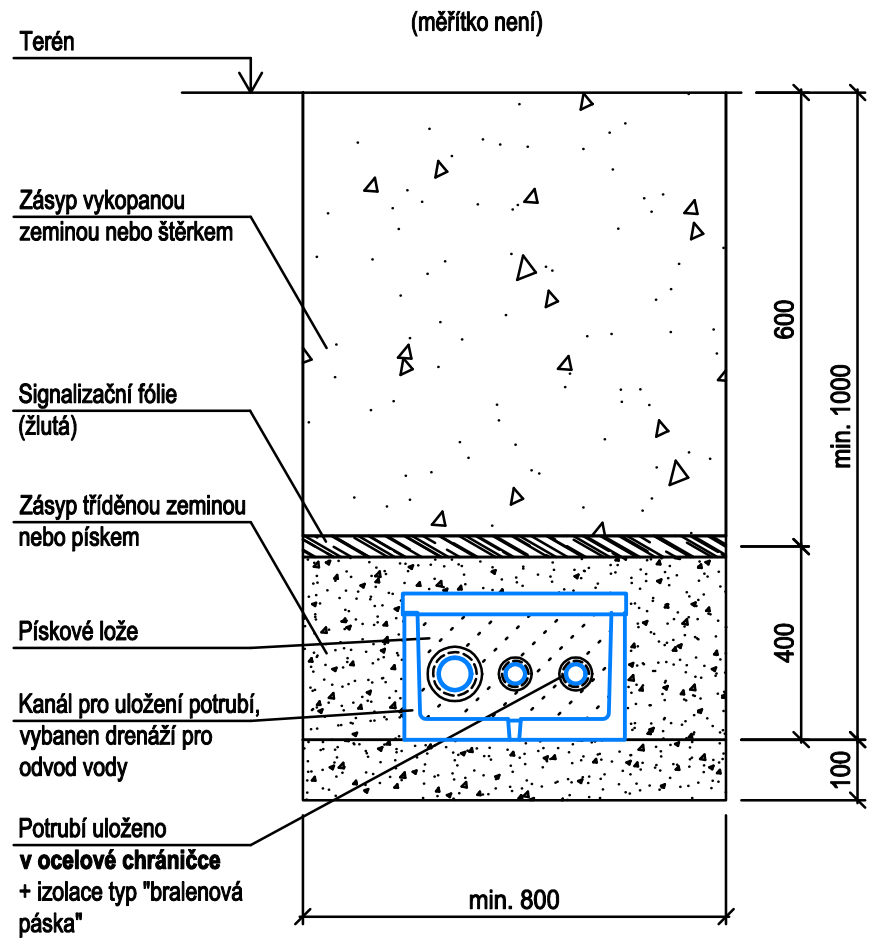 (měřítko není)
Terén
Zásyp vykopanou
zeminou nebo štěrkem
Signalizační fólie
(žlutá)
Zásyp tříděnou zeminou
nebo pískem
Pískové lože
Kanál pro uložení potrubí,
vybanen drenáží pro
odvod vody
Potrubí uloženo
v ocelové chráničce
+ izolace typ "bralenová
páska"
600
min. 1000
400
100
min. 800